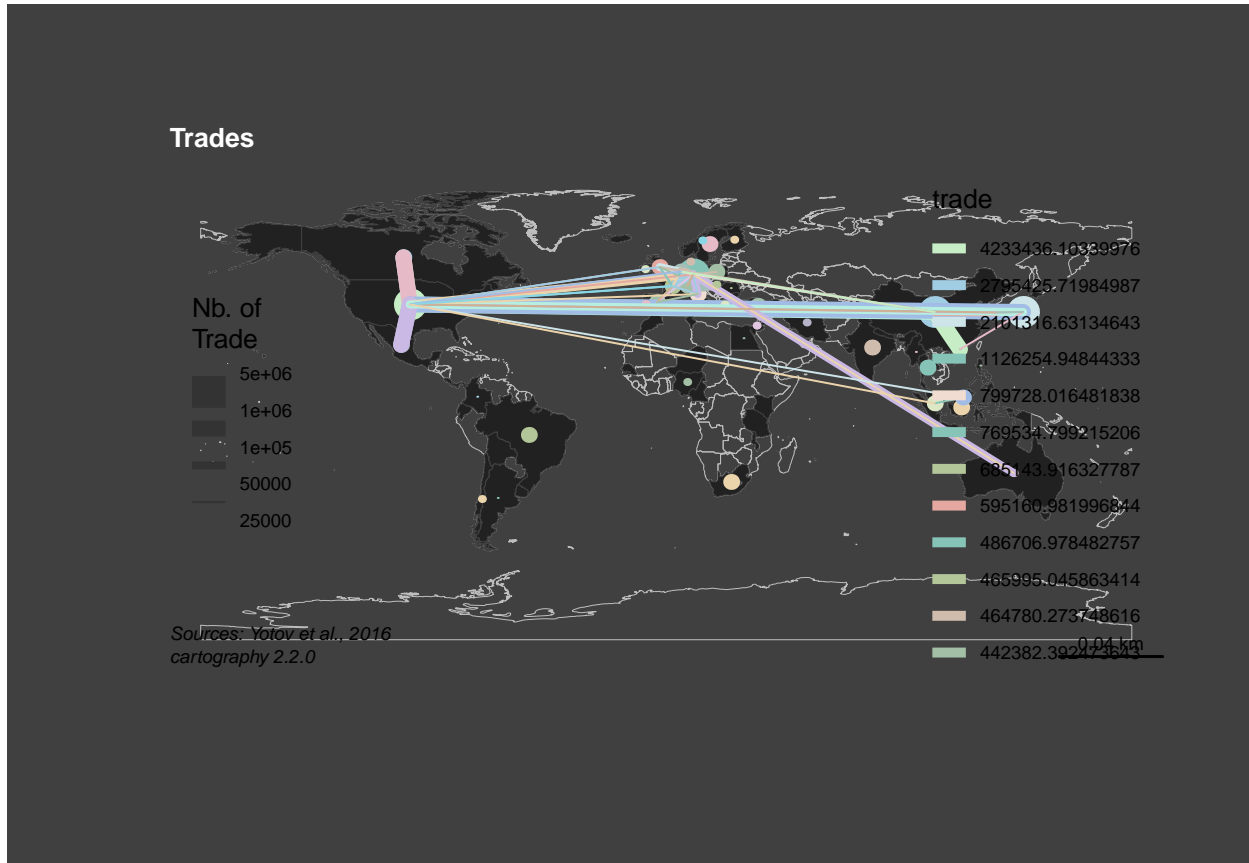 Trades
trade
4233436.10339976
2795425.71984987
2101316.63134643
1126254.94844333
799728.016481838
769534.799215206
685143.916327787
595160.981996844
486706.978482757
465995.045863414
464780.273748616
442382.392473643
Nb. of
Trade
5e+06
1e+06
1e+05
50000
25000
Sources: Yotov et al., 2016
cartography 2.2.0
0.04 km